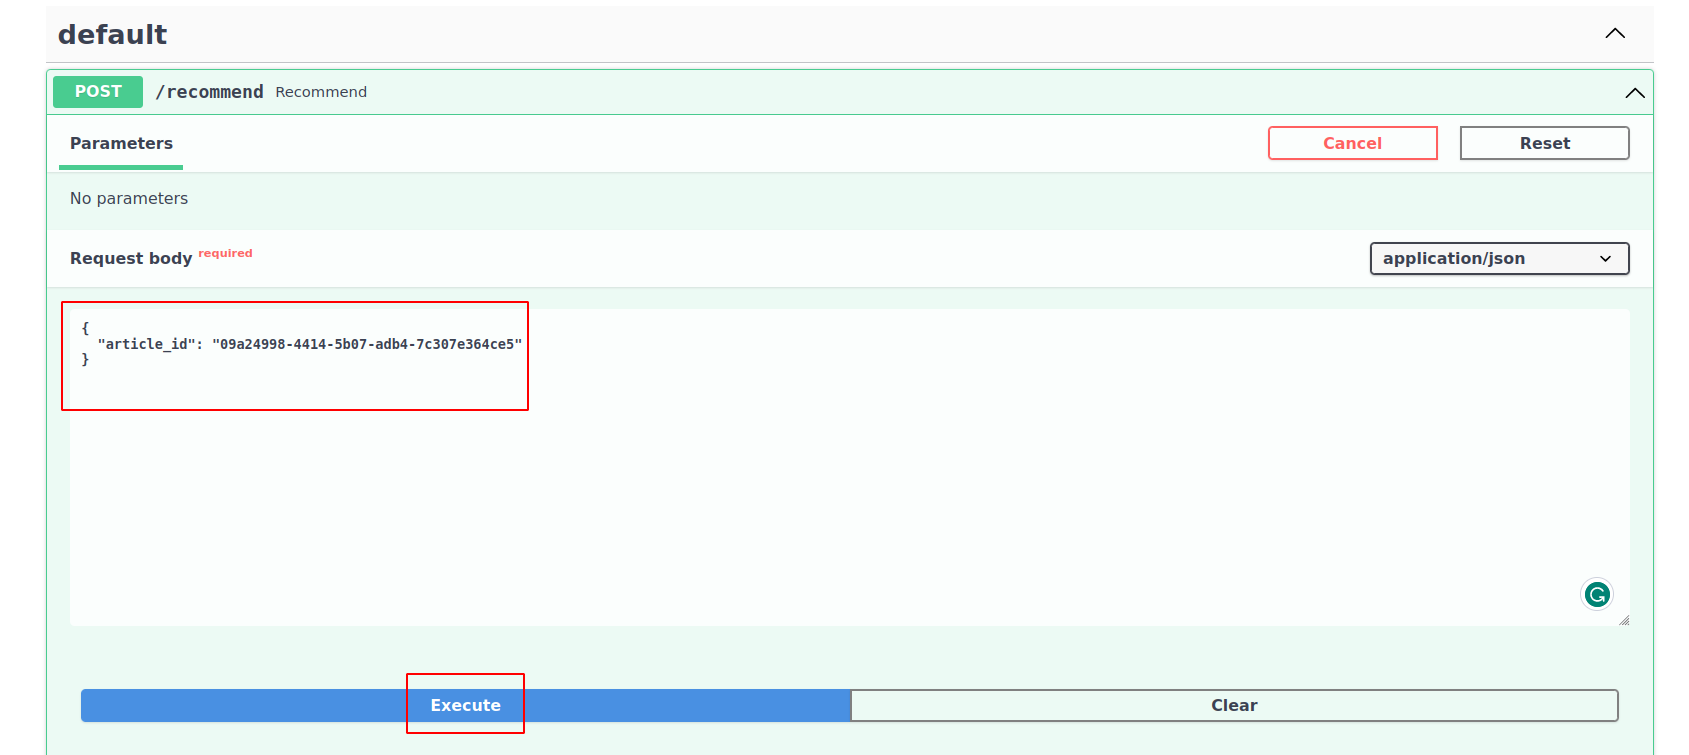 default
POST /recommend Recommend
Parameters Cancel Reset
No parameters
Request body required application/json
{
"article_id": "09a24998-4414-5b07-adb4-7c307e364ce5"
}
Execute Clear